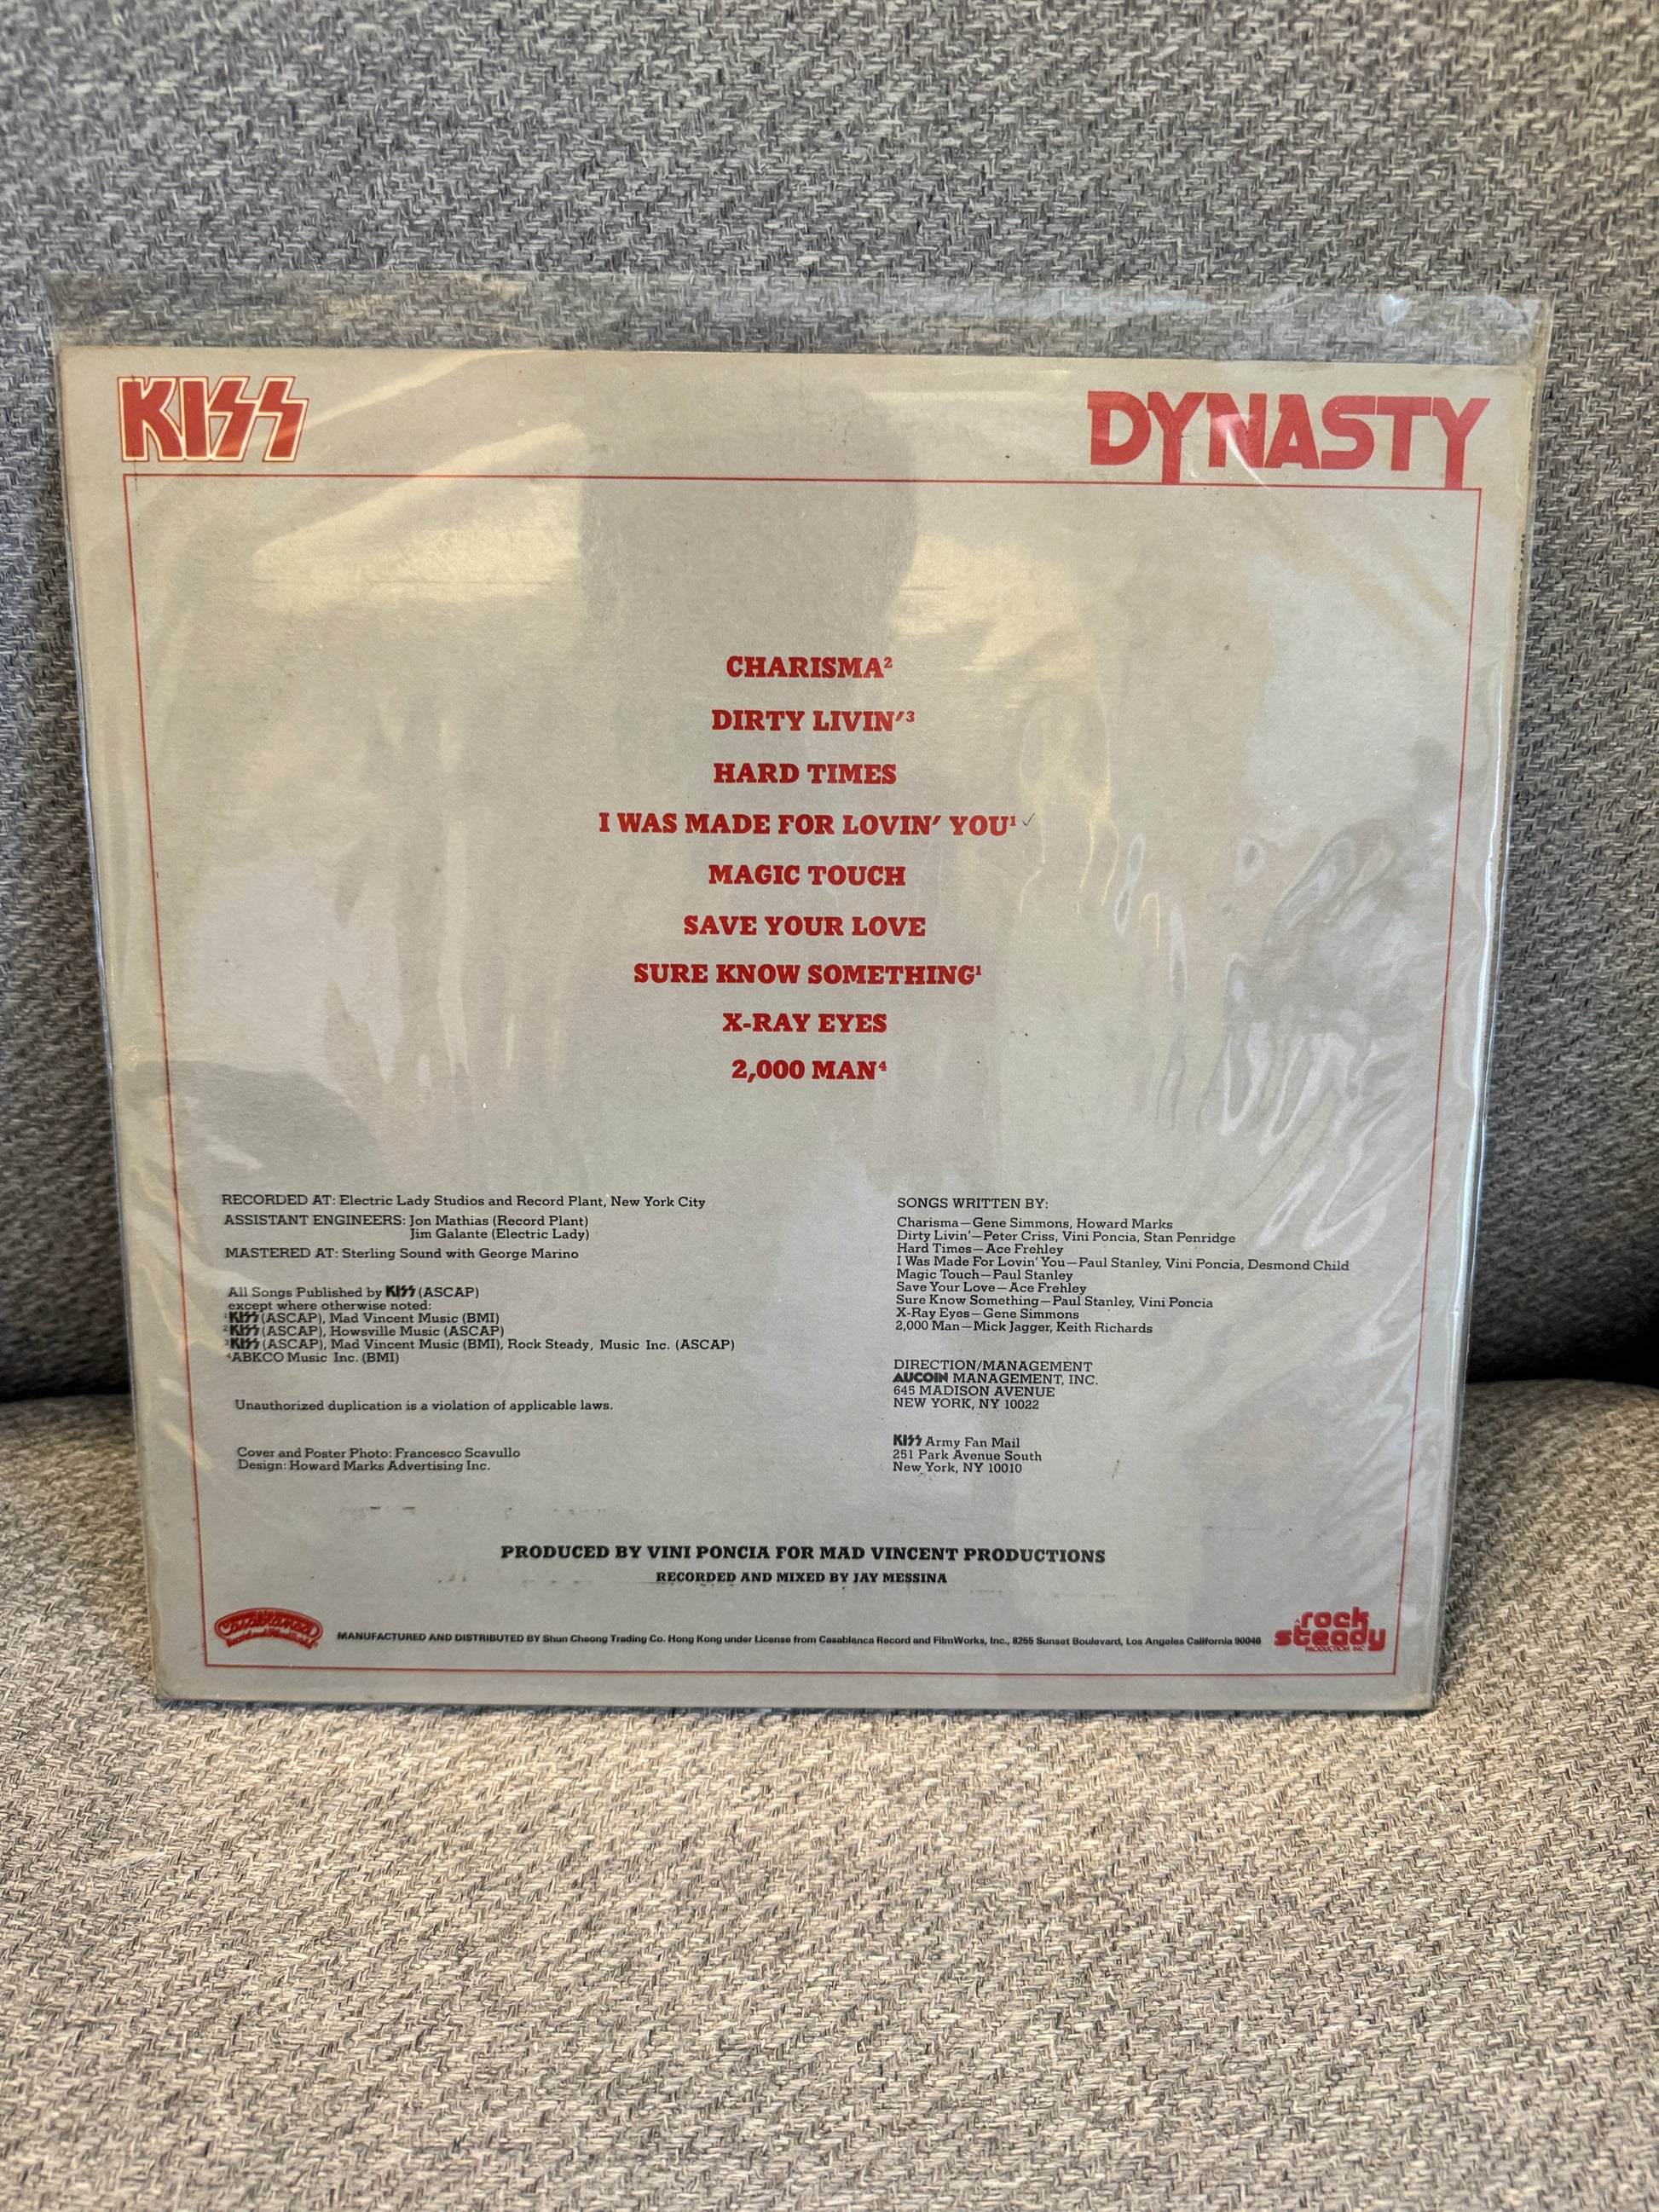 KISS
DYNASTY
CHARISMA²
DIRTY LIVIN'³
HARD TIMES
I WAS MADE FOR LOVIN' YOU¹ ✓
MAGIC TOUCH
SAVE YOUR LOVE
SURE KNOW SOMETHING¹
X-RAY EYES
2,000 MAN⁴
RECORDED AT: Electric Lady Studios and Record Plant, New York City
ASSISTANT ENGINEERS: Jon Mathias (Record Plant)
Jim Galante (Electric Lady)
MASTERED AT: Sterling Sound with George Marino
All Songs Published by KISS (ASCAP)
except where otherwise noted:
¹KISS (ASCAP), Mad Vincent Music (BMI)
²KISS (ASCAP), Howsville Music (ASCAP)
³KISS (ASCAP), Mad Vincent Music (BMI), Rock Steady, Music Inc. (ASCAP)
⁴ABKCO Music Inc. (BMI)
Unauthorized duplication is a violation of applicable laws.
Cover and Poster Photo: Francesco Scavullo
Design: Howard Marks Advertising Inc.
SONGS WRITTEN BY:
Charisma—Gene Simmons, Howard Marks
Dirty Livin'—Peter Criss, Vini Poncia, Stan Penridge
Hard Times—Ace Frehley
I Was Made For Lovin' You—Paul Stanley, Vini Poncia, Desmond Child
Magic Touch—Paul Stanley
Save Your Love—Ace Frehley
Sure Know Something—Paul Stanley, Vini Poncia
X-Ray Eyes—Gene Simmons
2,000 Man—Mick Jagger, Keith Richards
DIRECTION/MANAGEMENT
AUCOIN MANAGEMENT, INC.
645 MADISON AVENUE
NEW YORK, NY 10022
KISS Army Fan Mail
251 Park Avenue South
New York, NY 10010
PRODUCED BY VINI PONCIA FOR MAD VINCENT PRODUCTIONS
RECORDED AND MIXED BY JAY MESSINA
Casablanca
Record and FilmWorks
MANUFACTURED AND DISTRIBUTED BY Shun Cheong Trading Co. Hong Kong under License from Casablanca Record and FilmWorks, Inc., 8255 Sunset Boulevard, Los Angeles California 90046
A rock
steady
PRODUCTION INC